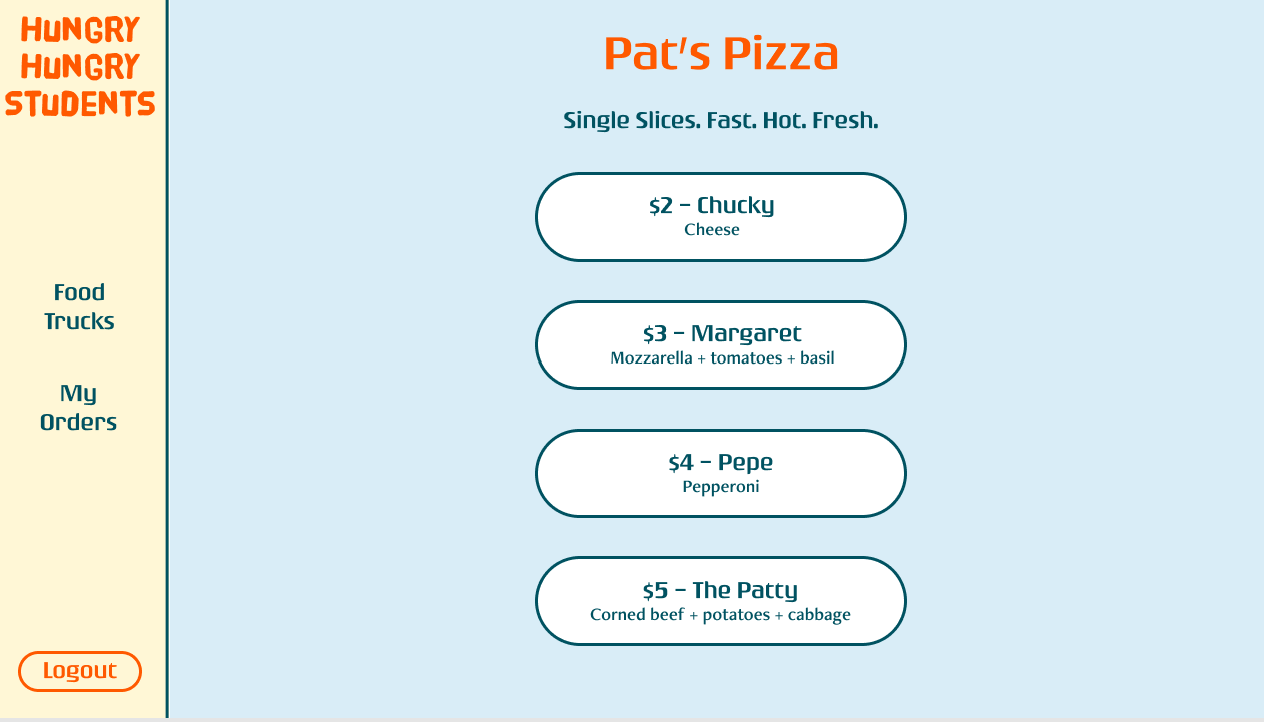 HUNGRY
HUNGRY
STUDENTS
Food
Trucks
My
Orders
Logout
Pat's Pizza
Single Slices. Fast. Hot. Fresh.
$2 – Chucky
Cheese
$3 – Margaret
Mozzarella + tomatoes + basil
$4 – Pepe
Pepperoni
$5 – The Patty
Corned beef + potatoes + cabbage